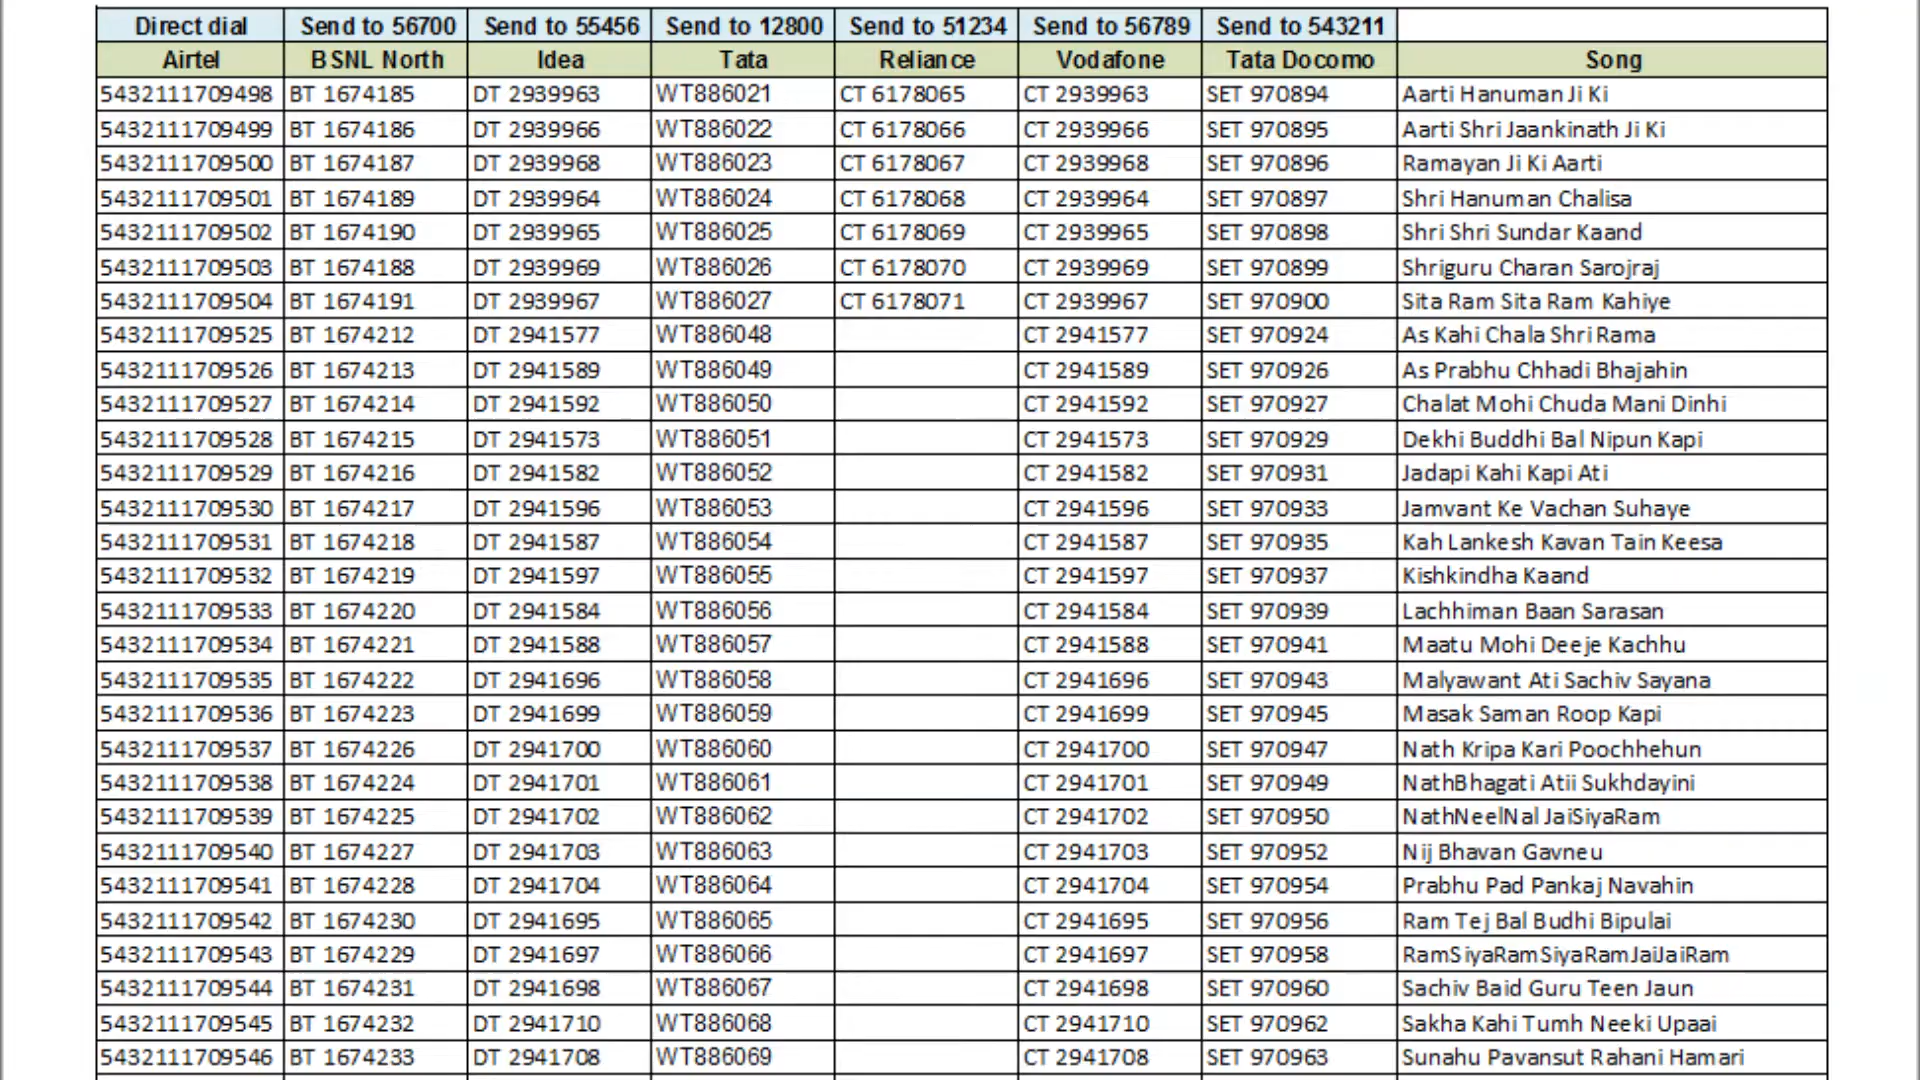 Direct dial Send to 56700 Send to 55456 Send to 12800 Send to 51234 Send to 56789 Send to 543211
Airtel BSNL North Idea Tata Reliance Vodafone Tata Docomo Song
5432111709498 BT 1674185 DT 2939963 WT886021 CT 6178065 CT 2939963 SET 970894 Aarti Hanuman Ji Ki
5432111709499 BT 1674186 DT 2939966 WT886022 CT 6178066 CT 2939966 SET 970895 Aarti Shri Jaankinath Ji Ki
5432111709500 BT 1674187 DT 2939968 WT886023 CT 6178067 CT 2939968 SET 970896 Ramayan Ji Ki Aarti
5432111709501 BT 1674189 DT 2939964 WT886024 CT 6178068 CT 2939964 SET 970897 Shri Hanuman Chalisa
5432111709502 BT 1674190 DT 2939965 WT886025 CT 6178069 CT 2939965 SET 970898 Shri Shri Sundar Kaand
5432111709503 BT 1674188 DT 2939969 WT886026 CT 6178070 CT 2939969 SET 970899 Shriguru Charan Sarojraj
5432111709504 BT 1674191 DT 2939967 WT886027 CT 6178071 CT 2939967 SET 970900 Sita Ram Sita Ram Kahiye
5432111709525 BT 1674212 DT 2941577 WT886048 CT 2941577 SET 970924 As Kahi Chala Shri Rama
5432111709526 BT 1674213 DT 2941589 WT886049 CT 2941589 SET 970926 As Prabhu Chhadi Bhajahin
5432111709527 BT 1674214 DT 2941592 WT886050 CT 2941592 SET 970927 Chalat Mohi Chuda Mani Dinhi
5432111709528 BT 1674215 DT 2941573 WT886051 CT 2941573 SET 970929 Dekhi Buddhi Bal Nipun Kapi
5432111709529 BT 1674216 DT 2941582 WT886052 CT 2941582 SET 970931 Jadapi Kahi Kapi Ati
5432111709530 BT 1674217 DT 2941596 WT886053 CT 2941596 SET 970933 Jamvant Ke Vachan Suhaye
5432111709531 BT 1674218 DT 2941587 WT886054 CT 2941587 SET 970935 Kah Lankesh Kavan Tain Keesa
5432111709532 BT 1674219 DT 2941597 WT886055 CT 2941597 SET 970937 Kishkindha Kaand
5432111709533 BT 1674220 DT 2941584 WT886056 CT 2941584 SET 970939 Lachhiman Baan Sarasan
5432111709534 BT 1674221 DT 2941588 WT886057 CT 2941588 SET 970941 Maatu Mohi Deeje Kachhu
5432111709535 BT 1674222 DT 2941696 WT886058 CT 2941696 SET 970943 Malyawant Ati Sachiv Sayana
5432111709536 BT 1674223 DT 2941699 WT886059 CT 2941699 SET 970945 Masak Saman Roop Kapi
5432111709537 BT 1674226 DT 2941700 WT886060 CT 2941700 SET 970947 Nath Kripa Kari Poochhehun
5432111709538 BT 1674224 DT 2941701 WT886061 CT 2941701 SET 970949 NathBhagati Atii Sukhdayini
5432111709539 BT 1674225 DT 2941702 WT886062 CT 2941702 SET 970950 NathNeelNal JaiSiyaRam
5432111709540 BT 1674227 DT 2941703 WT886063 CT 2941703 SET 970952 Nij Bhavan Gavneu
5432111709541 BT 1674228 DT 2941704 WT886064 CT 2941704 SET 970954 Prabhu Pad Pankaj Navahin
5432111709542 BT 1674230 DT 2941695 WT886065 CT 2941695 SET 970956 Ram Tej Bal Budhi Bipulai
5432111709543 BT 1674229 DT 2941697 WT886066 CT 2941697 SET 970958 RamSiyaRamSiyaRamJaiJaiRam
5432111709544 BT 1674231 DT 2941698 WT886067 CT 2941698 SET 970960 Sachiv Baid Guru Teen Jaun
5432111709545 BT 1674232 DT 2941710 WT886068 CT 2941710 SET 970962 Sakha Kahi Tumh Neeki Upaai
5432111709546 BT 1674233 DT 2941708 WT886069 CT 2941708 SET 970963 Sunahu Pavansut Rahani Hamari